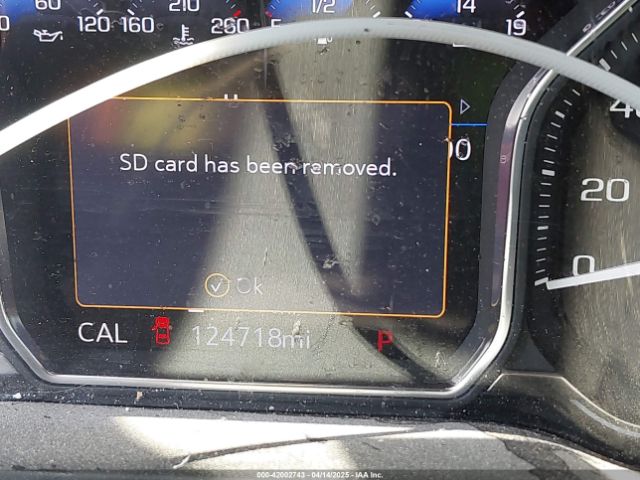 60 210 1/2 14
120 160 260 19
SD card has been removed.
Ok
CAL 124718mi P
20
0
000-42002743 - 04/14/2025 - IAA Inc.